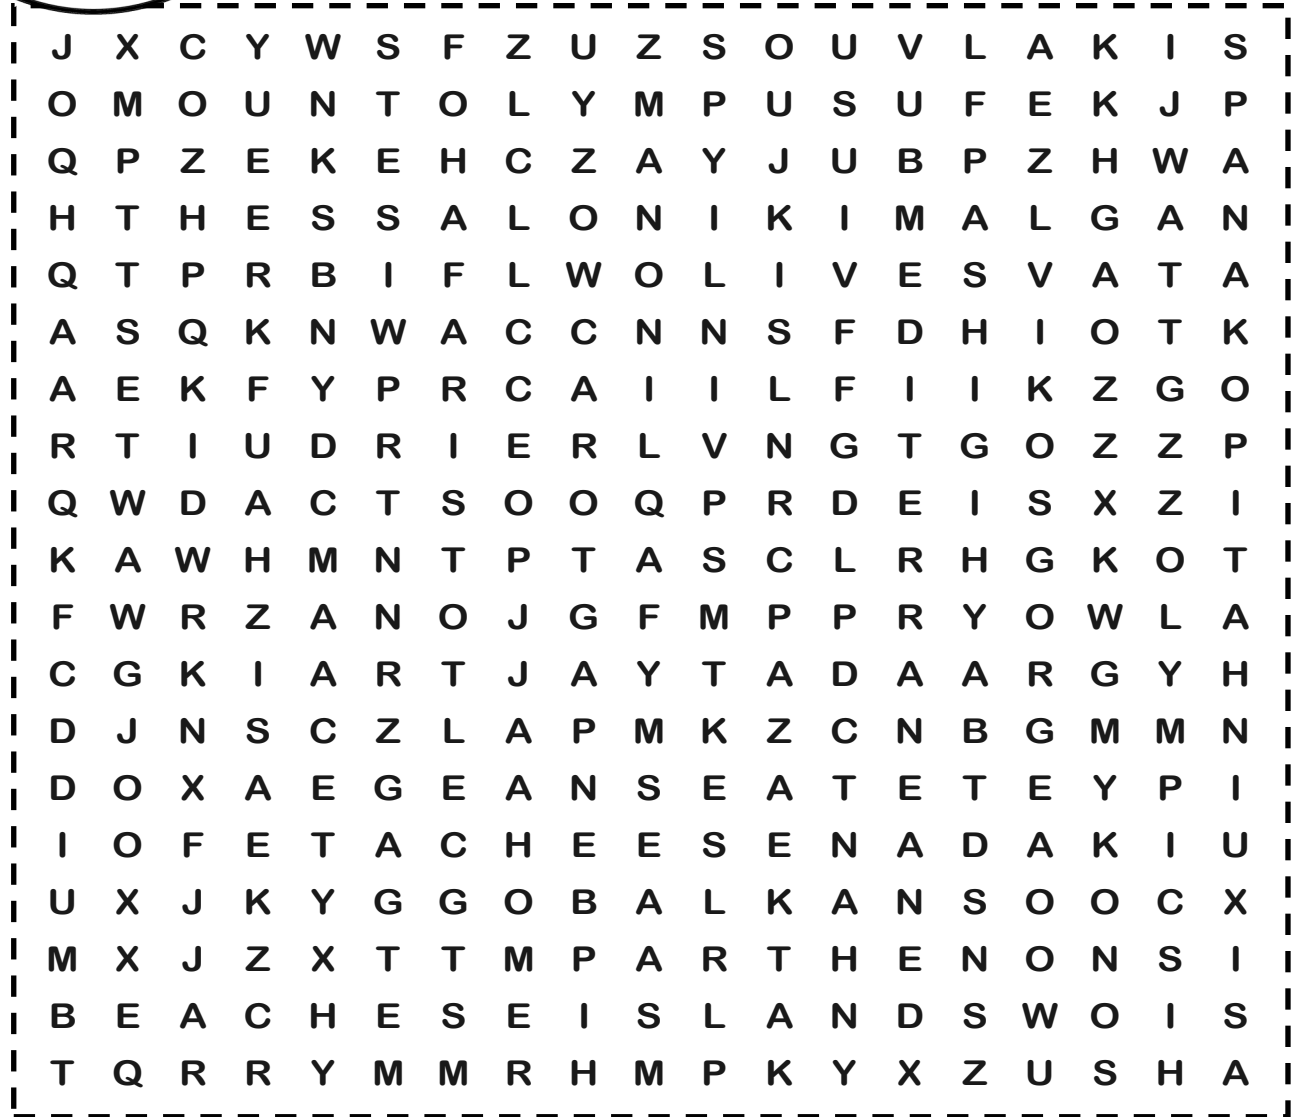 J X C Y W S F Z U Z S O U V L A K I S
O M O U N T O L Y M P U S U F E K J P
Q P Z E K E H C Z A Y J U B P Z H W A
H T H E S S A L O N I K I M A L G A N
Q T P R B I F L W O L I V E S V A T A
A S Q K N W A C C N N S F D H I O T K
A E K F Y P R C A I I L F I I K Z G O
R T I U D R I E R L V N G T G O Z Z P
Q W D A C T S O O Q P R D E I S X Z I
K A W H M N T P T A S C L R H G K O T
F W R Z A N O J G F M P P R Y O W L A
C G K I A R T J A Y T A D A A R G Y H
D J N S C Z L A P M K Z C N B G M M N
D O X A E G E A N S E A T E T E Y P I
I O F E T A C H E E S E N A D A K I U
U X J K Y G G O B A L K A N S O O C X
M X J Z X T T M P A R T H E N O N S I
B E A C H E S E I S L A N D S W O I S
T Q R R Y M M R H M P K Y X Z U S H A